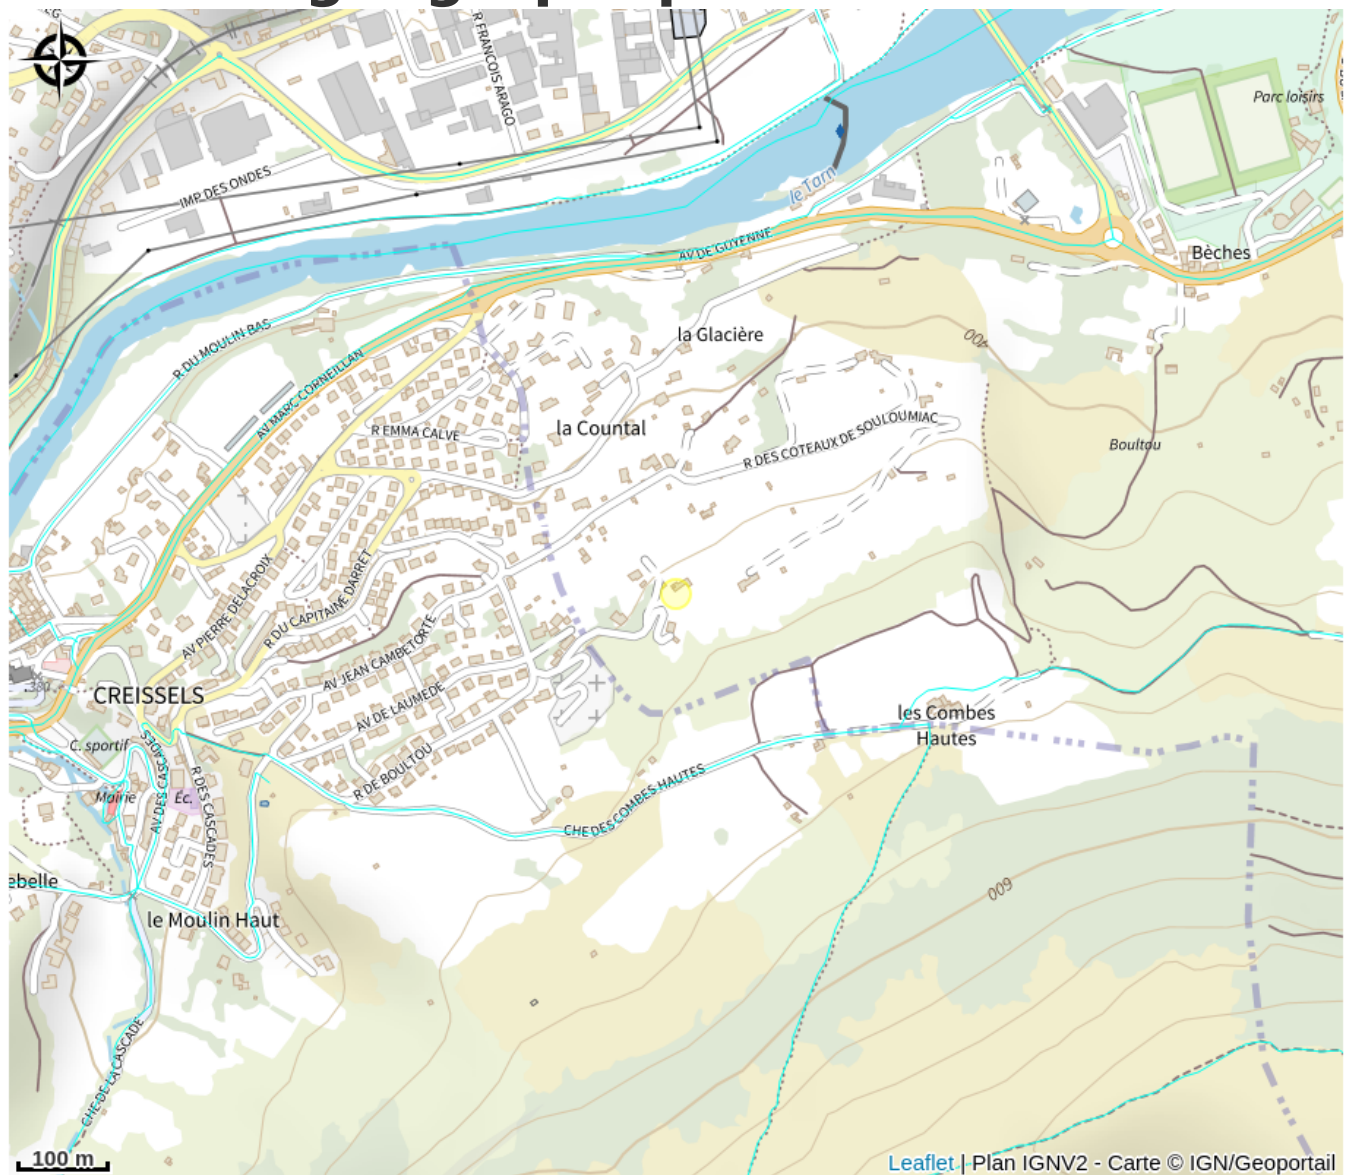 R FRANCOIS ARAGO
Parc loisirs
IMP DES ONDES
le Tarn
AV DE GUYENNE
Bèches
R DU MOULIN BAS
la Glacière
400
AV MARC CORNEILLAN
R EMMA CALVE
la Countal
R DES COTEAUX DE SOULOUMIAC
Boultou
AV PIERRE DELACROIX
R DU CAPITAINE DARRET
AV JEAN CAMBETORTE
380
CREISSELS
AV DE LAUMEDE
les Combes
Hautes
C. sportif
R DE BOULTOU
CHE DES COMBES HAUTES
Mairie
Éc.
AV DES CASCADES
R DES CASCADES
ebelle
600
le Moulin Haut
CHE DE LA CASCADE
100 m
Leaflet | Plan IGNV2 - Carte © IGN/Geoportail